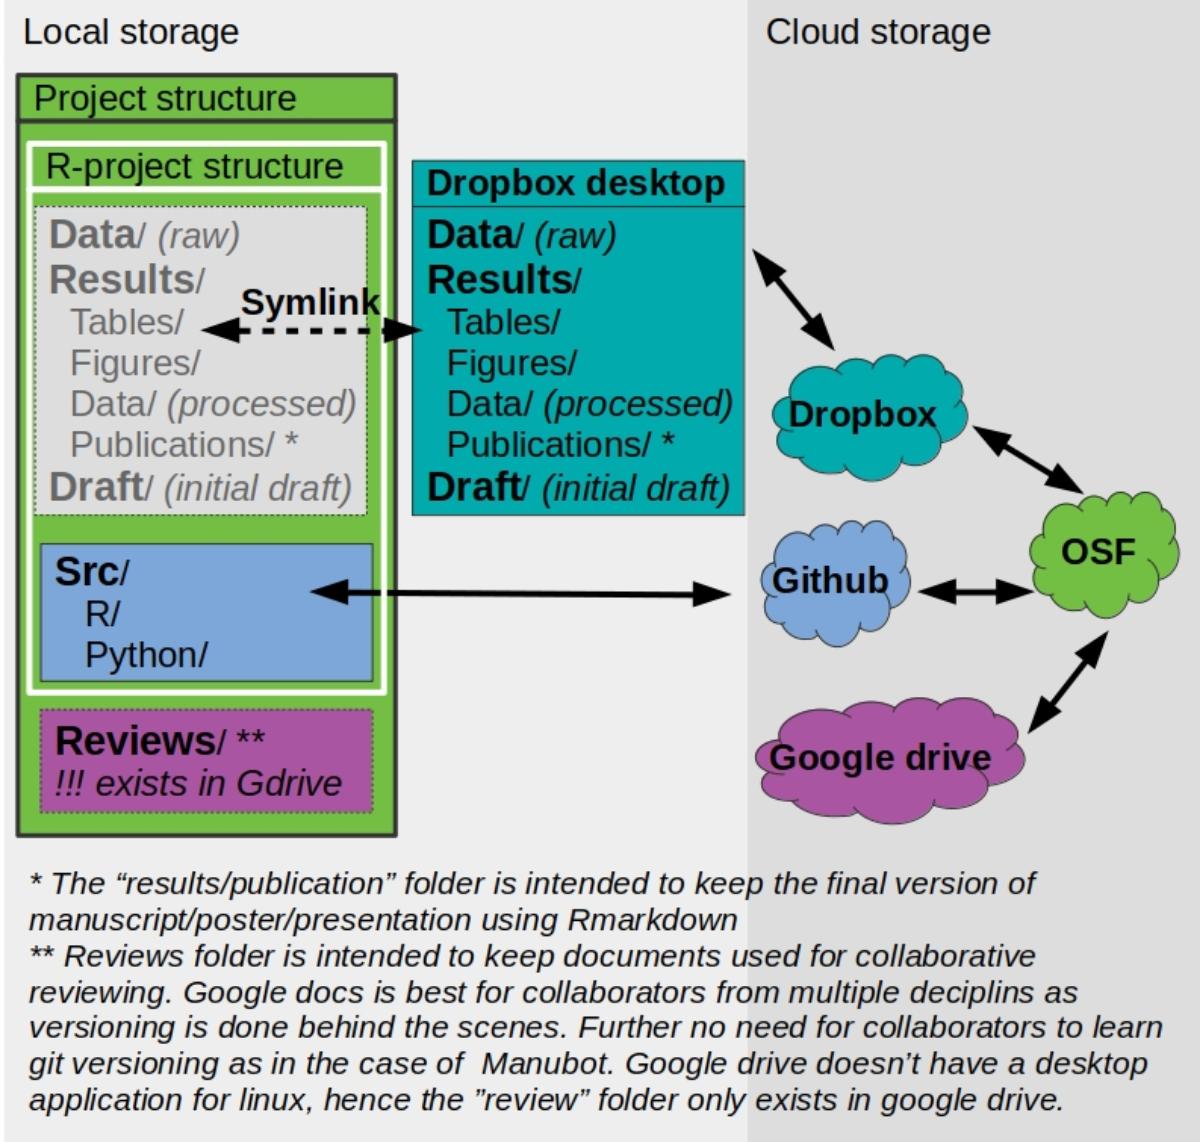 Local storage
Cloud storage
Project structure
R-project structure
Data/ (raw)
Results/
Tables/
Figures/
Data/ (processed)
Publications/ *
Draft/ (initial draft)
Symlink
Dropbox desktop
Data/ (raw)
Results/
Tables/
Figures/
Data/ (processed)
Publications/ *
Draft/ (initial draft)
Src/
R/
Python/
Reviews/ **
!!! exists in Gdrive
Dropbox
Github
OSF
Google drive
* The “results/publication” folder is intended to keep the final version of
manuscript/poster/presentation using Rmarkdown
** Reviews folder is intended to keep documents used for collaborative
reviewing. Google docs is best for collaborators from multiple deciplins as
versioning is done behind the scenes. Further no need for collaborators to learn
git versioning as in the case of  Manubot. Google drive doesn’t have a desktop
application for linux, hence the ”review” folder only exists in google drive.